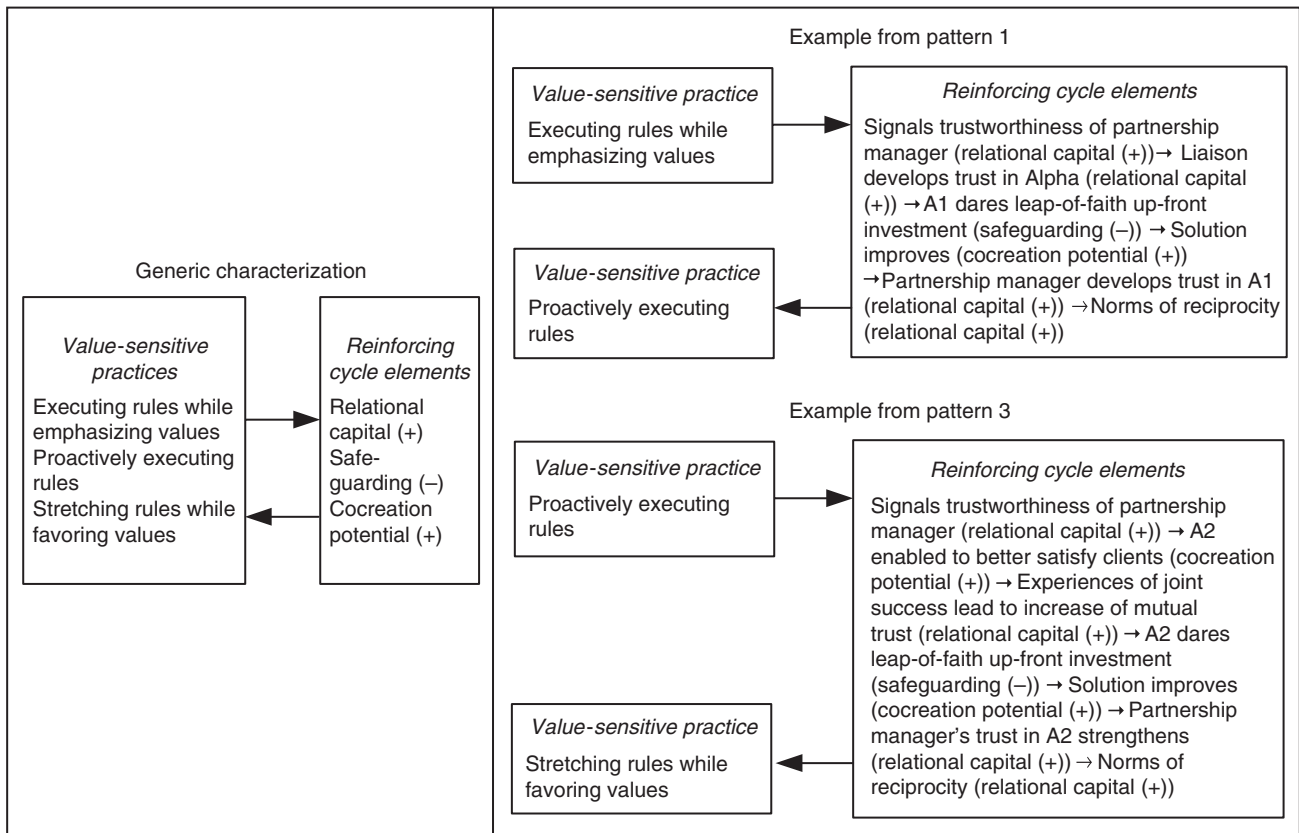 Generic characterization
Value-sensitive
practices
Executing rules while
emphasizing values
Proactively executing
rules
Stretching rules while
favoring values
Reinforcing
cycle elements
Relational
capital (+)
Safe-
guarding (–)
Cocreation
potential (+)
Example from pattern 1
Value-sensitive practice
Executing rules while
emphasizing values
Reinforcing cycle elements
Signals trustworthiness of partnership
manager (relational capital (+))→ Liaison
develops trust in Alpha (relational capital
(+)) →A1 dares leap-of-faith up-front
investment (safeguarding (–)) → Solution
improves (cocreation potential (+))
→Partnership manager develops trust in A1
(relational capital (+)) →Norms of reciprocity
(relational capital (+))
Value-sensitive practice
Proactively executing
rules
Example from pattern 3
Value-sensitive practice
Proactively executing
rules
Reinforcing cycle elements
Signals trustworthiness of partnership
manager (relational capital (+)) → A2
enabled to better satisfy clients (cocreation
potential (+)) → Experiences of joint
success lead to increase of mutual
trust (relational capital (+)) → A2 dares
leap-of-faith up-front investment
(safeguarding (–)) → Solution improves
(cocreation potential (+)) → Partnership
manager's trust in A2 strengthens
(relational capital (+)) → Norms of
reciprocity (relational capital (+))
Value-sensitive practice
Stretching rules while
favoring values